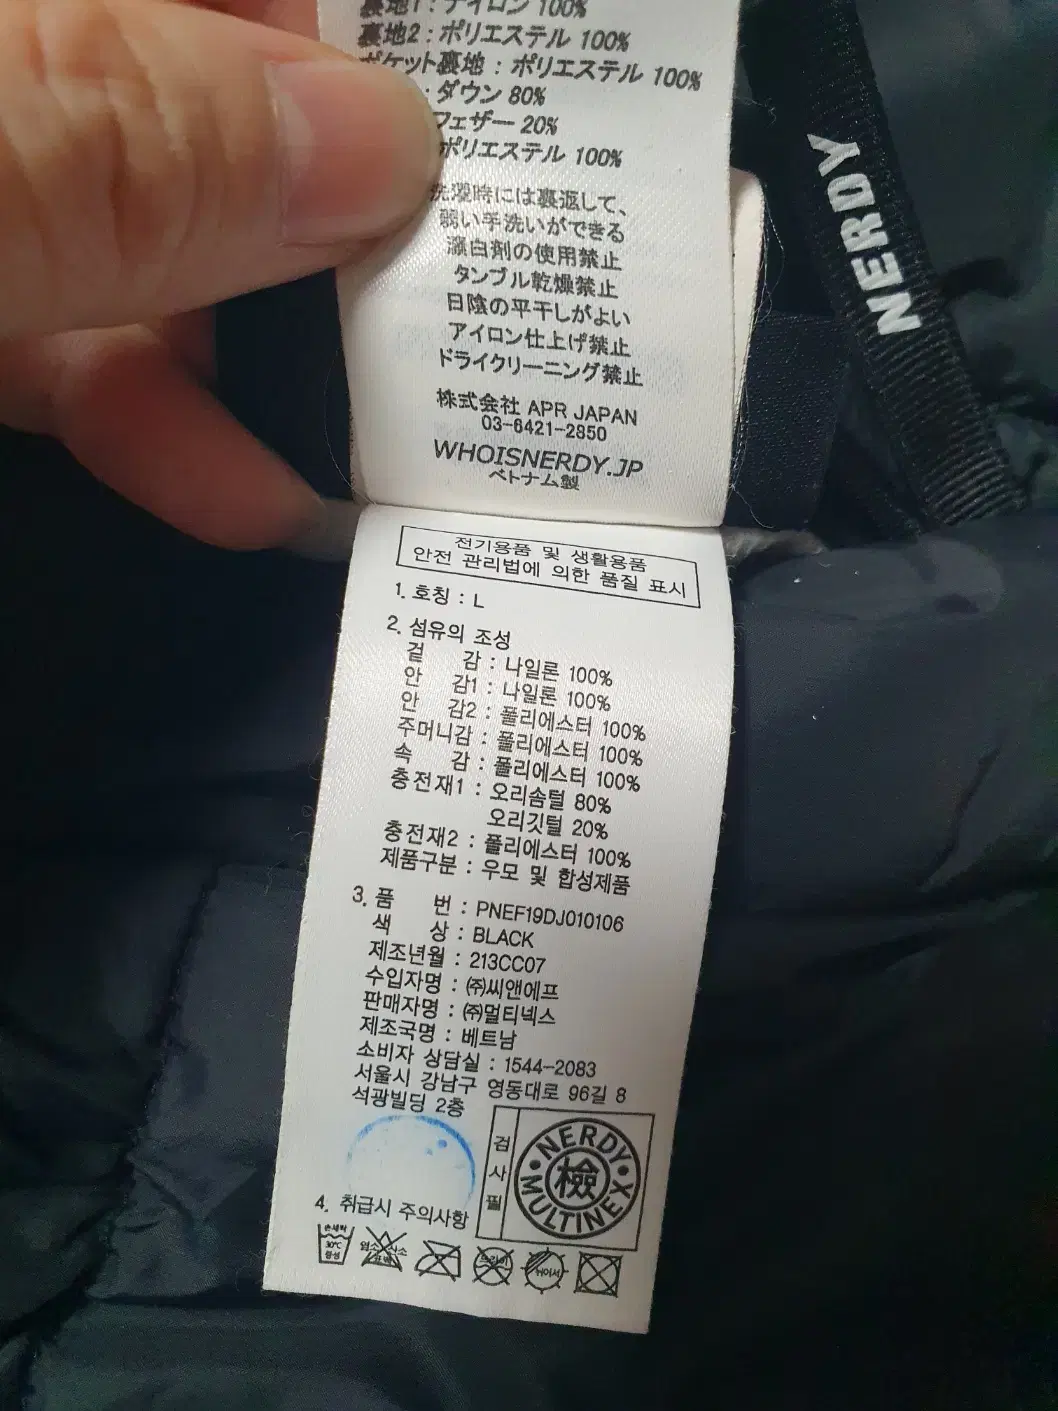 裏地1 : ナイロン 100%
裏地2 : ポリエステル 100%
ポケット裏地 : ポリエステル 100%
: ダウン 80%
フェザー 20%
ポリエステル 100%
洗濯時には裏返して、
弱い手洗いができる
漂白剤の使用禁止
タンブル乾燥禁止
日陰の平干しがよい
アイロン仕上げ禁止
ドライクリーニング禁止
株式会社 APR JAPAN
03-6421-2850
WHOISNERDY.JP
ベトナム製
NERDY
전기용품 및 생활용품
안전 관리법에 의한 품질 표시
1. 호칭 : L
2. 섬유의 조성
겉 감 : 나일론 100%
안 감1 : 나일론 100%
안 감2 : 폴리에스터 100%
주머니감 : 폴리에스터 100%
속 감 : 폴리에스터 100%
충전재1 : 오리솜털 80%
오리깃털 20%
충전재2 : 폴리에스터 100%
제품구분 : 우모 및 합성제품
3. 품 번 : PNEF19DJ010106
색 상 : BLACK
제조년월 : 213CC07
수입자명 : ㈜씨앤에프
판매자명 : ㈜멀티넥스
제조국명 : 베트남
소비자 상담실 : 1544-2083
서울시 강남구 영동대로 96길 8
석광빌딩 2층
검사필
NERDY
檢
MULTINEX
4. 취급시 주의사항
손세탁
30℃
중성